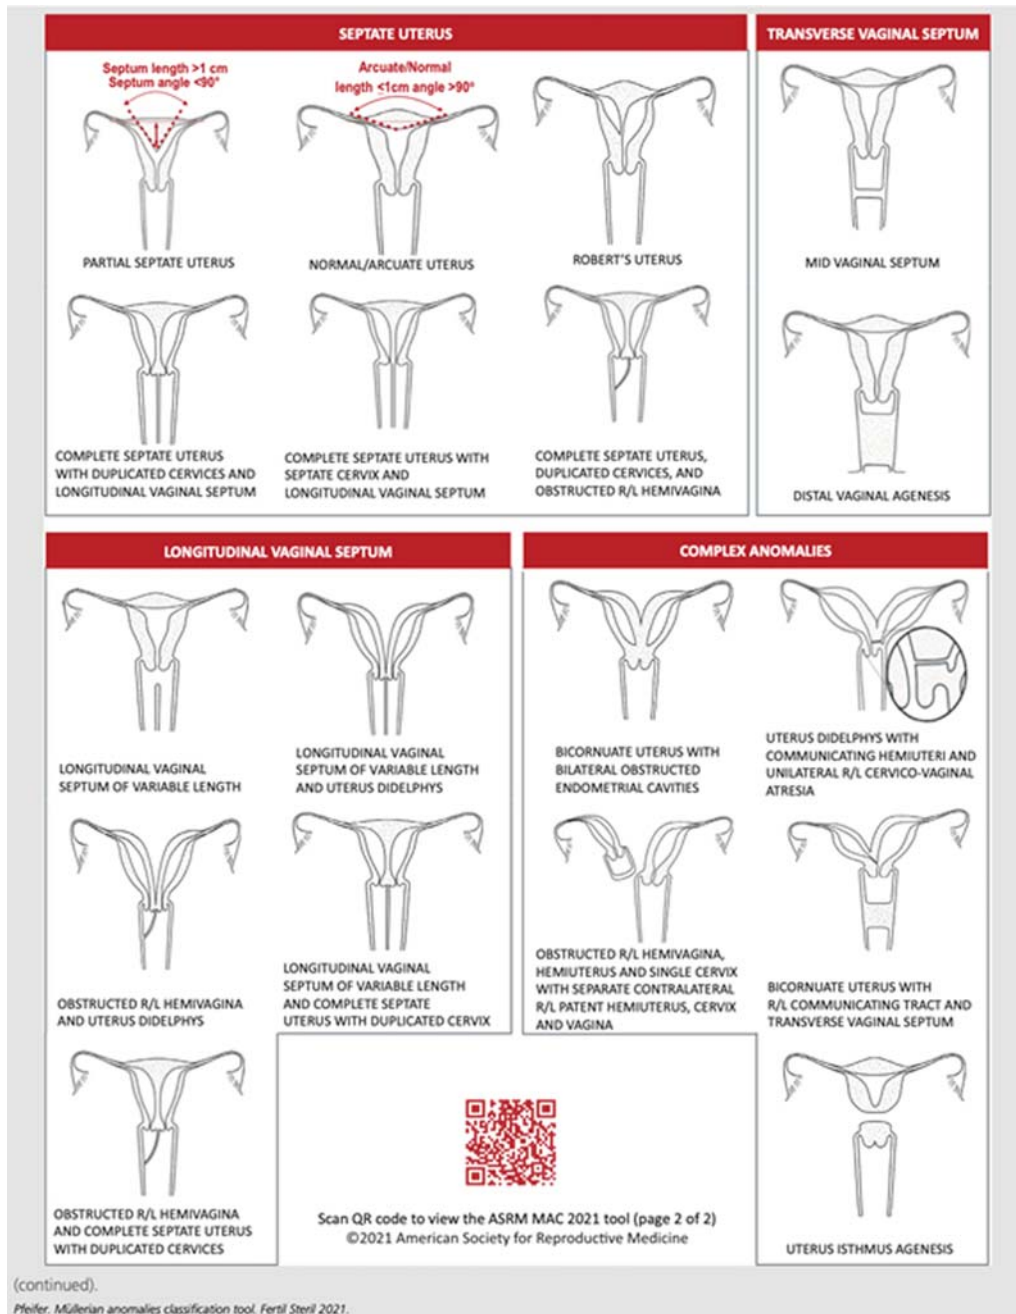 SEPTATE UTERUS
TRANSVERSE VAGINAL SEPTUM
Septum length >1 cm
Septum angle <90°
Arcuate/Normal
length ≤1cm angle >90°
PARTIAL SEPTATE UTERUS
NORMAL/ARCUATE UTERUS
ROBERT'S UTERUS
MID VAGINAL SEPTUM
COMPLETE SEPTATE UTERUS
WITH DUPLICATED CERVICES AND
LONGITUDINAL VAGINAL SEPTUM
COMPLETE SEPTATE UTERUS WITH
SEPTATE CERVIX AND
LONGITUDINAL VAGINAL SEPTUM
COMPLETE SEPTATE UTERUS,
DUPLICATED CERVICES, AND
OBSTRUCTED R/L HEMIVAGINA
DISTAL VAGINAL AGENESIS
LONGITUDINAL VAGINAL SEPTUM
COMPLEX ANOMALIES
LONGITUDINAL VAGINAL
SEPTUM OF VARIABLE LENGTH
LONGITUDINAL VAGINAL
SEPTUM OF VARIABLE LENGTH
AND UTERUS DIDELPHYS
BICORNUATE UTERUS WITH
BILATERAL OBSTRUCTED
ENDOMETRIAL CAVITIES
UTERUS DIDELPHYS WITH
COMMUNICATING HEMIUTERI AND
UNILATERAL R/L CERVICO-VAGINAL
ATRESIA
OBSTRUCTED R/L HEMIVAGINA
AND UTERUS DIDELPHYS
LONGITUDINAL VAGINAL
SEPTUM OF VARIABLE LENGTH
AND COMPLETE SEPTATE
UTERUS WITH DUPLICATED CERVIX
OBSTRUCTED R/L HEMIVAGINA,
HEMIUTERUS AND SINGLE CERVIX
WITH SEPARATE CONTRALATERAL
R/L PATENT HEMIUTERUS, CERVIX
AND VAGINA
BICORNUATE UTERUS WITH
R/L COMMUNICATING TRACT AND
TRANSVERSE VAGINAL SEPTUM
OBSTRUCTED R/L HEMIVAGINA
AND COMPLETE SEPTATE UTERUS
WITH DUPLICATED CERVICES
Scan QR code to view the ASRM MAC 2021 tool (page 2 of 2)
©2021 American Society for Reproductive Medicine
UTERUS ISTHMUS AGENESIS
(continued).
Pfeifer. Müllerian anomalies classification tool. Fertil Steril 2021.